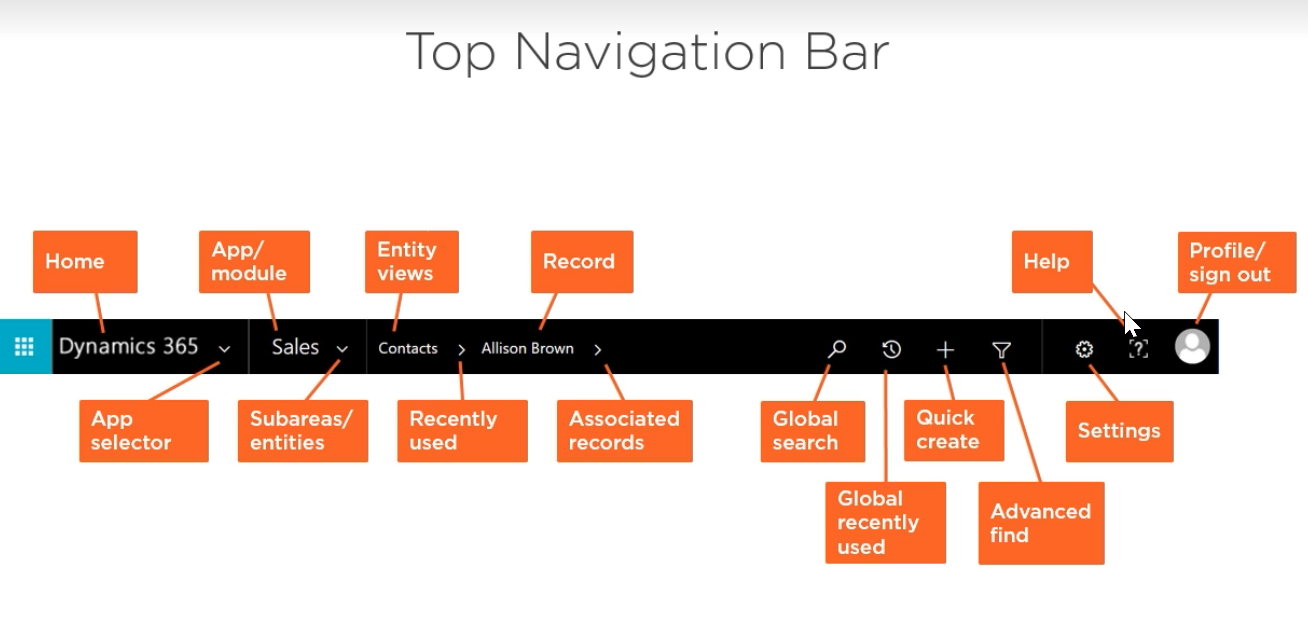 Top Navigation Bar
Home
App/
module
Entity
views
Record
Help
Profile/
sign out
Dynamics 365
Sales
Contacts
Allison Brown
App
selector
Subareas/
entities
Recently
used
Associated
records
Global
search
Quick
create
Settings
Global
recently
used
Advanced
find